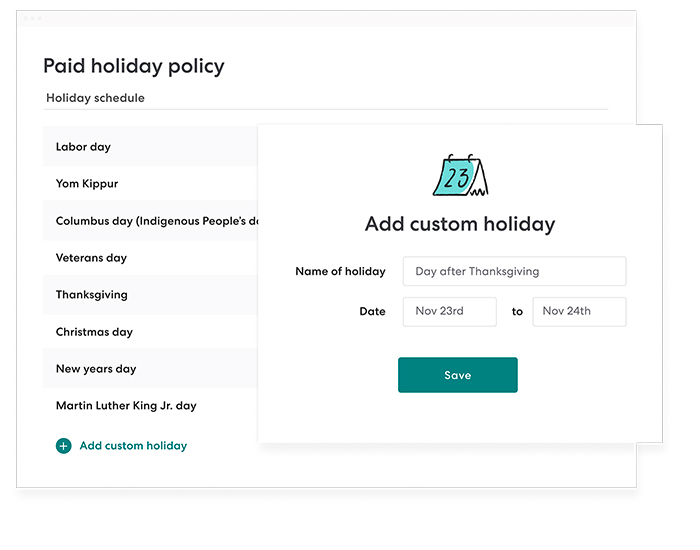 Paid holiday policy
Holiday schedule
Labor day
Yom Kippur
Columbus day (Indigenous People's
Veterans day
Thanksgiving
Christmas day
New years day
Martin Luther King Jr. day
Add custom holiday
23
Add custom holiday
Name of holiday
Day after Thanksgiving
Date
Nov 23rd
to
Nov 24th
Save